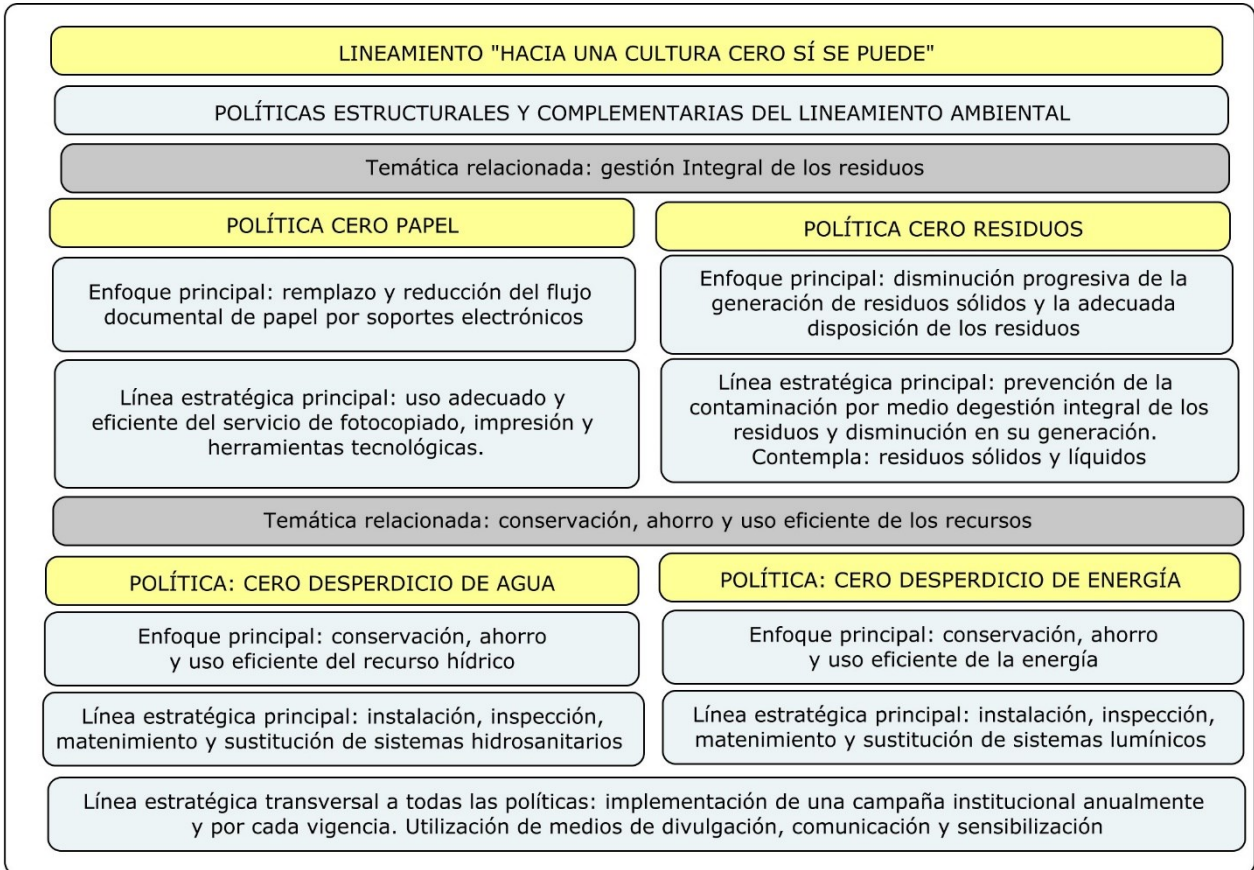 LINEAMIENTO "HACIA UNA CULTURA CERO SÍ SE PUEDE"
POLÍTICAS ESTRUCTURALES Y COMPLEMENTARIAS DEL LINEAMIENTO AMBIENTAL
Temática relacionada: gestión Integral de los residuos
POLÍTICA CERO PAPEL
Enfoque principal: remplazo y reducción del flujo
documental de papel por soportes electrónicos
Línea estratégica principal: uso adecuado y
eficiente del servicio de fotocopiado, impresión y
herramientas tecnológicas.
POLÍTICA CERO RESIDUOS
Enfoque principal: disminución progresiva de la
generación de residuos sólidos y la adecuada
disposición de los residuos
Línea estratégica principal: prevención de la
contaminación por medio degestión integral de los
residuos y disminución en su generación.
Contempla: residuos sólidos y líquidos
Temática relacionada: conservación, ahorro y uso eficiente de los recursos
POLÍTICA: CERO DESPERDICIO DE AGUA
Enfoque principal: conservación, ahorro
y uso eficiente del recurso hídrico
Línea estratégica principal: instalación, inspección,
matenimiento y sustitución de sistemas hidrosanitarios
POLÍTICA: CERO DESPERDICIO DE ENERGÍA
Enfoque principal: conservación, ahorro
y uso eficiente de la energía
Línea estratégica principal: instalación, inspección,
matenimiento y sustitución de sistemas lumínicos
Línea estratégica transversal a todas las políticas: implementación de una campaña institucional anualmente
y por cada vigencia. Utilización de medios de divulgación, comunicación y sensibilización